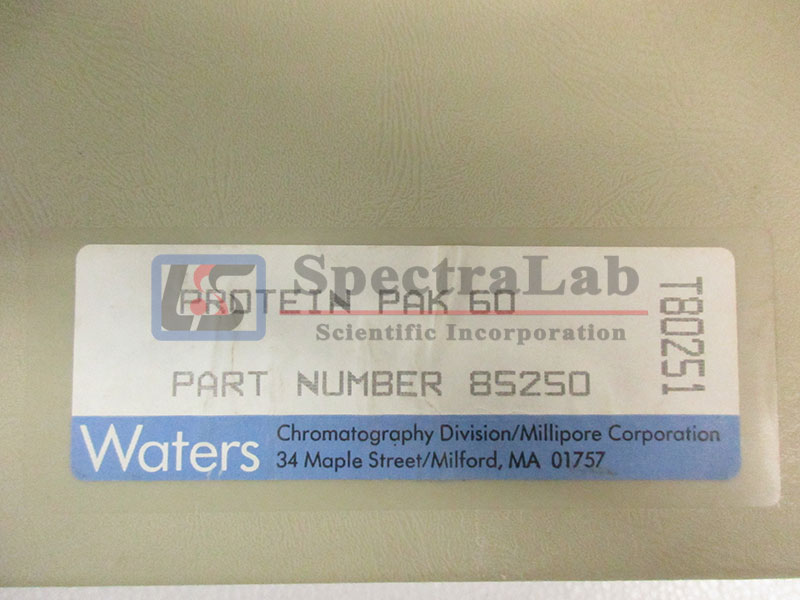 PROTEIN PAK 60
SpectraLab
Scientific Incorporation
PART NUMBER 85250
T80251
Waters
Chromatography Division/Millipore Corporation
34 Maple Street/Milford, MA 01757